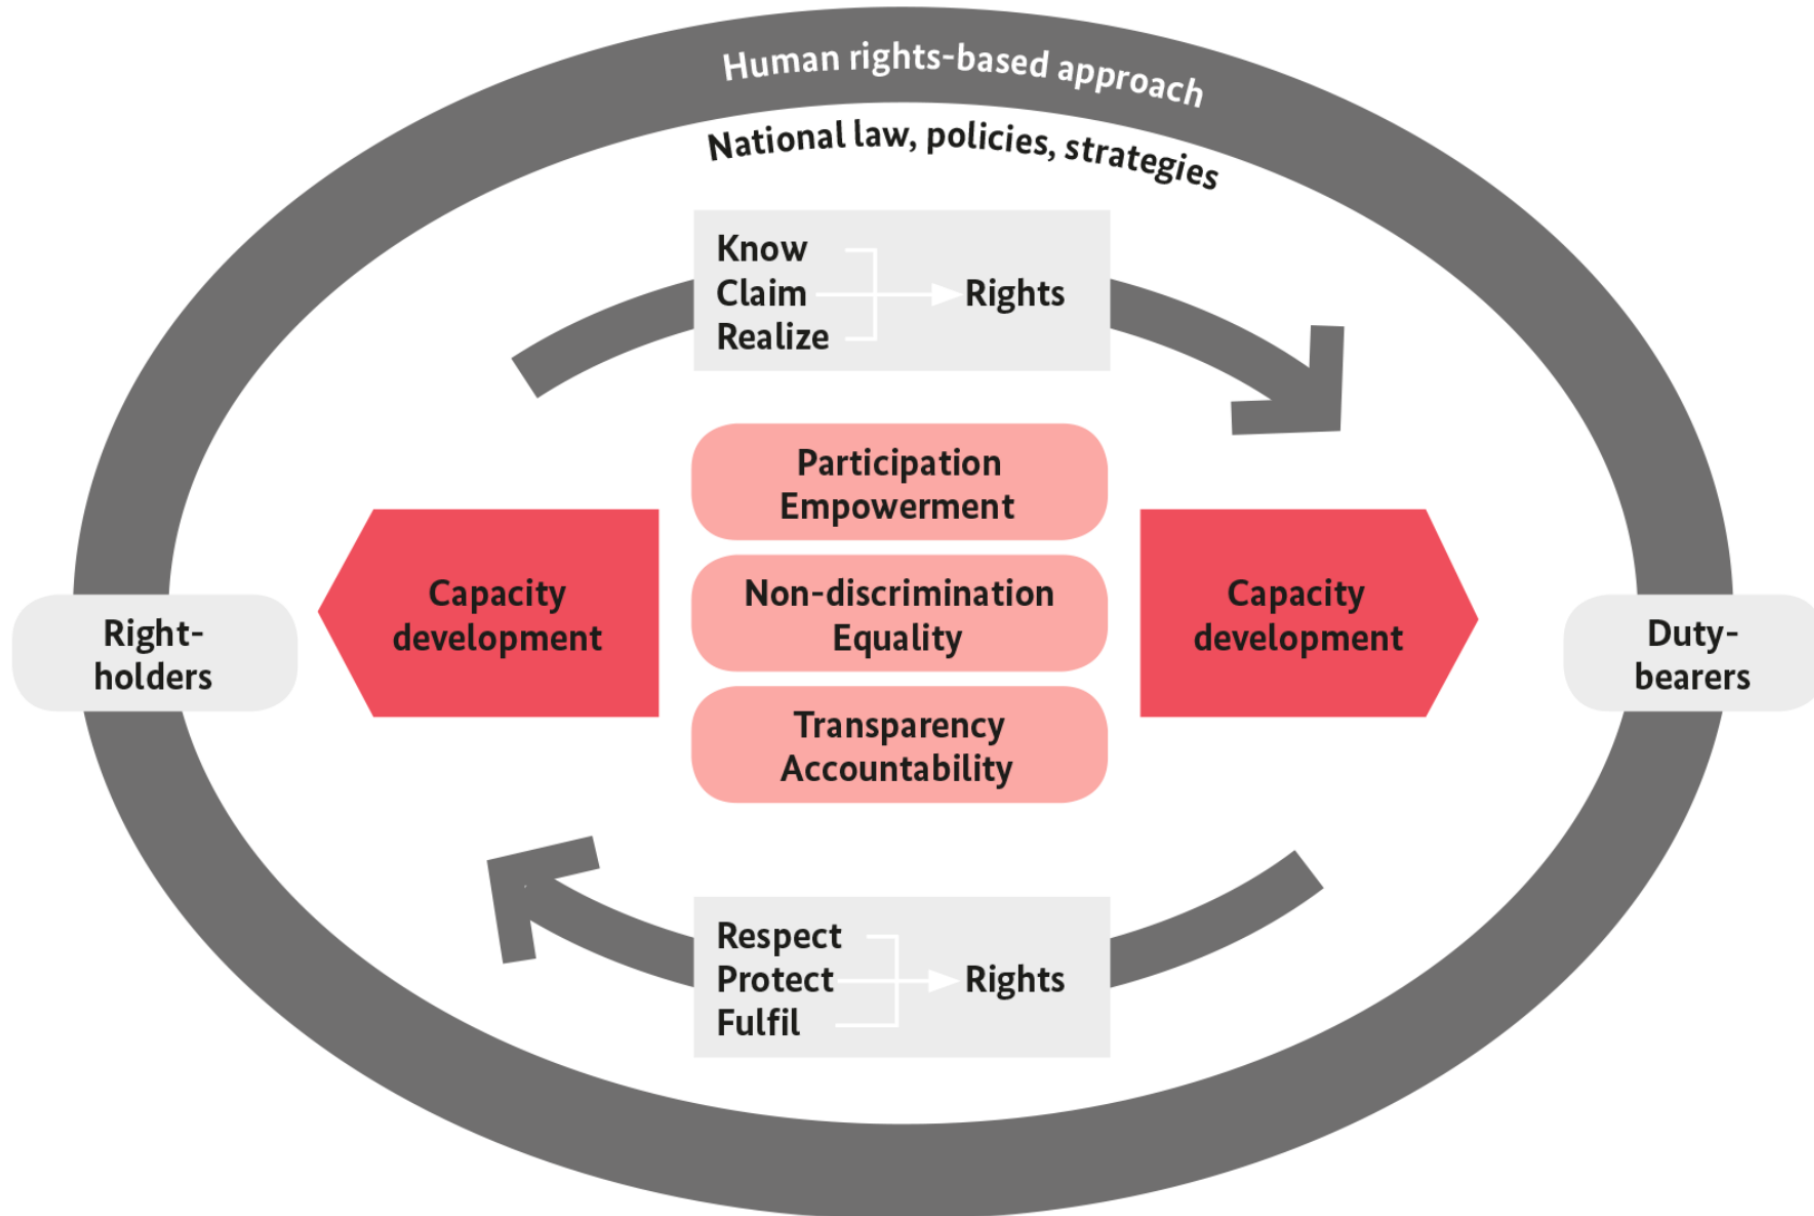 Human rights-based approach
National law, policies, strategies
Know
Claim
Realize
Rights
Participation
Empowerment
Capacity
development
Non-discrimination
Equality
Capacity
development
Right-
holders
Duty-
bearers
Transparency
Accountability
Respect
Protect
Fulfil
Rights